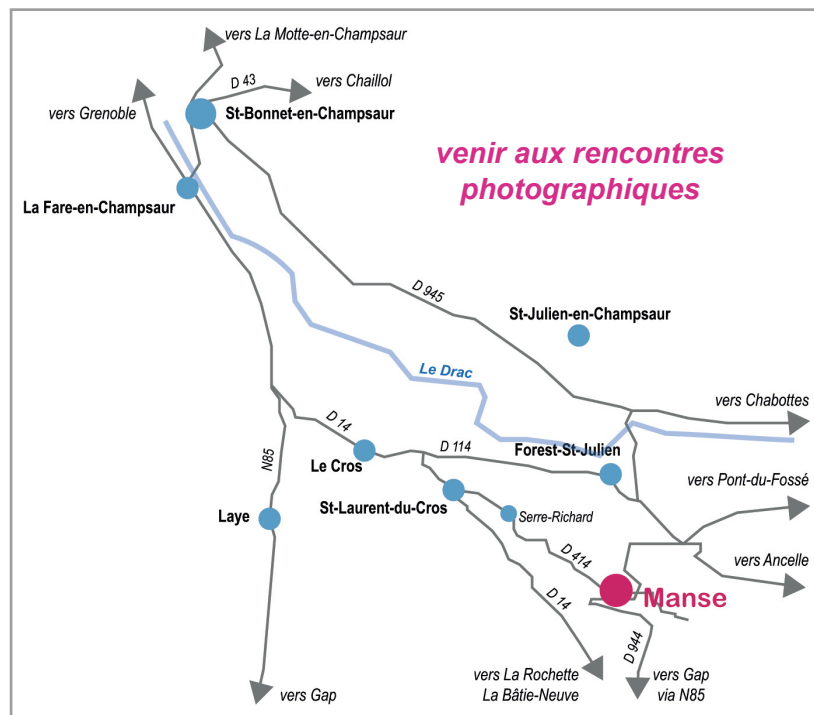 vers La Motte-en-Champsaur
D 43
vers Chaillol
vers Grenoble
St-Bonnet-en-Champsaur
venir aux rencontres
photographiques
La Fare-en-Champsaur
D 945
St-Julien-en-Champsaur
Le Drac
vers Chabottes
D 14
D 114
Forest-St-Julien
N85
Le Cros
vers Pont-du-Fossé
St-Laurent-du-Cros
Laye
Serre-Richard
D 414
vers Ancelle
Manse
D 14
D 944
vers La Rochette
La Bâtie-Neuve
vers Gap
via N85
vers Gap